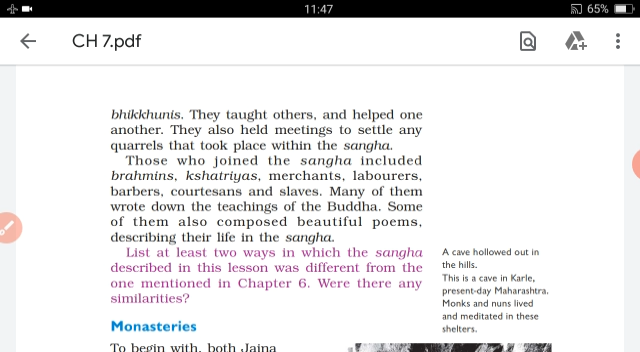 11:47
65%
CH 7.pdf
bhikkhunis. They taught others, and helped one
another. They also held meetings to settle any
quarrels that took place within the sangha.
Those who joined the sangha included
brahmins, kshatriyas, merchants, labourers,
barbers, courtesans and slaves. Many of them
wrote down the teachings of the Buddha. Some
of them also composed beautiful poems,
describing their life in the sangha.
List at least two ways in which the sangha
described in this lesson was different from the
one mentioned in Chapter 6. Were there any
similarities?
Monasteries
To begin with, both Jaina
A cave hollowed out in
the hills.
This is a cave in Karle,
present-day Maharashtra.
Monks and nuns lived
and meditated in these
shelters.